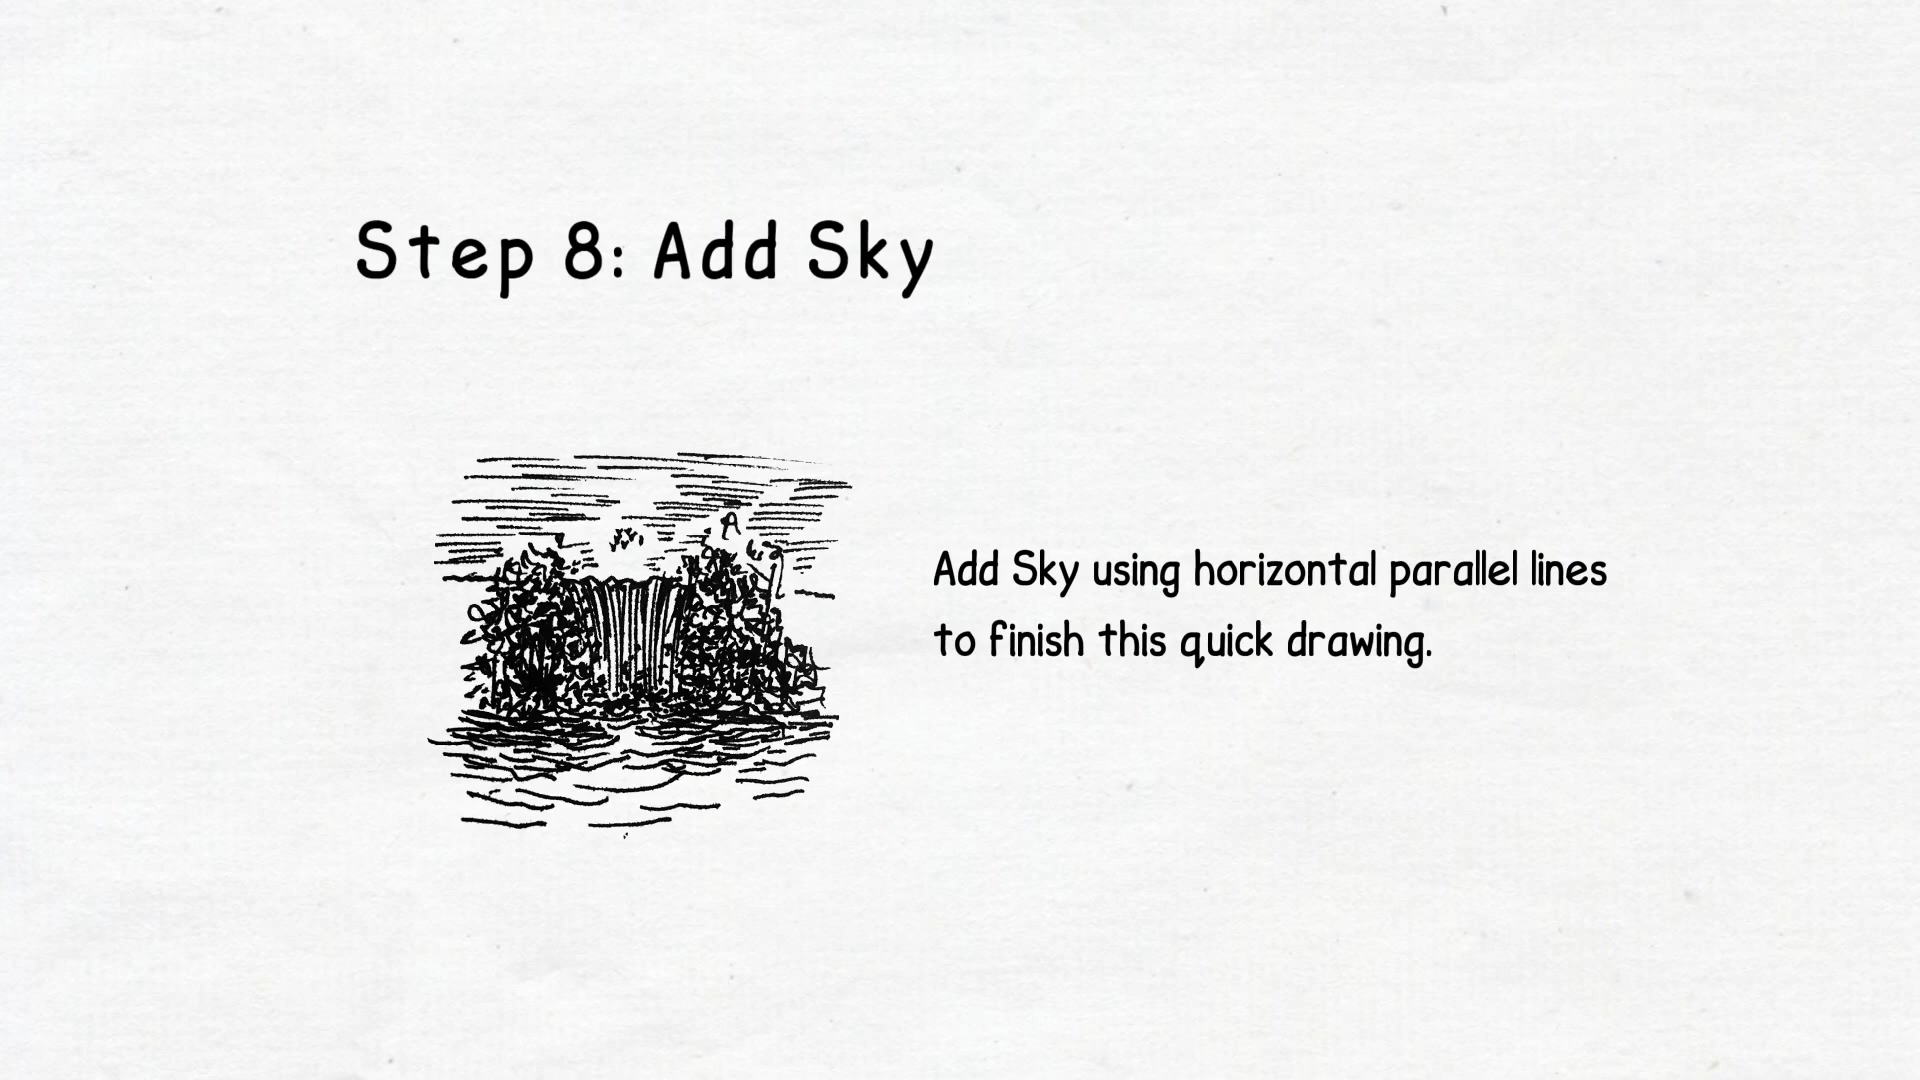 Step 8: Add Sky
Add Sky using horizontal parallel lines
to finish this quick drawing.